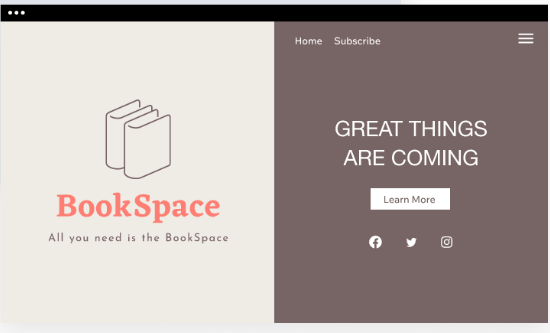 Home Subscribe
BookSpace
All you need is the BookSpace
GREAT THINGS
ARE COMING
Learn More